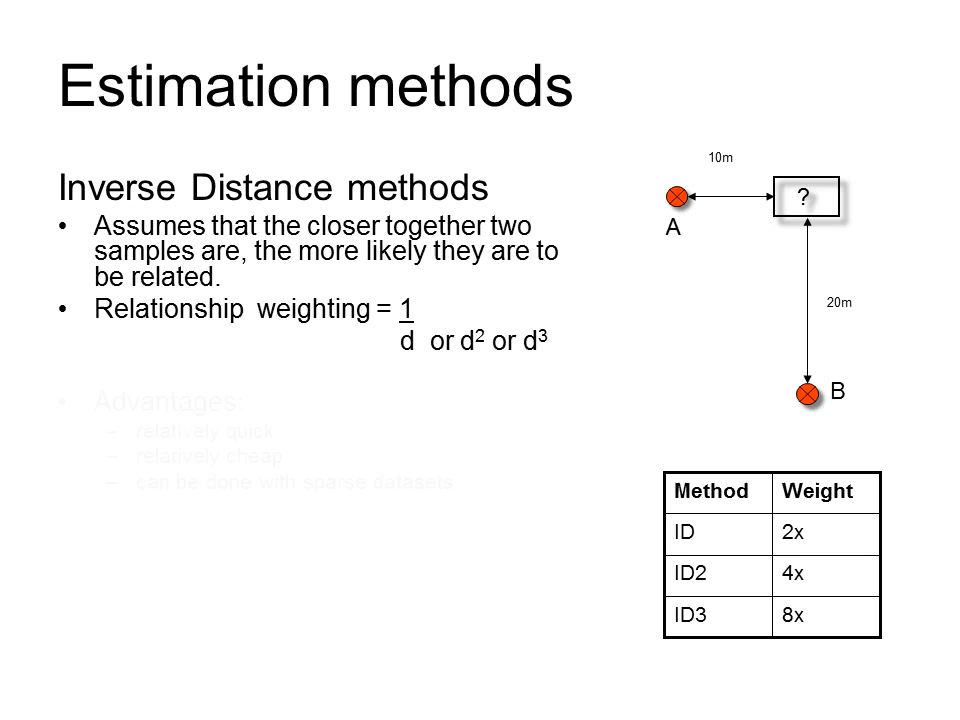 Estimation methods
Inverse Distance methods
• Assumes that the closer together two
samples are, the more likely they are to
be related.
• Relationship weighting = 1
d or d² or d³
• Advantages:
– relatively quick
– relatively cheap
– can be done with sparse datasets
10m
?
A
20m
B
Method Weight
ID 2x
ID2 4x
ID3 8x